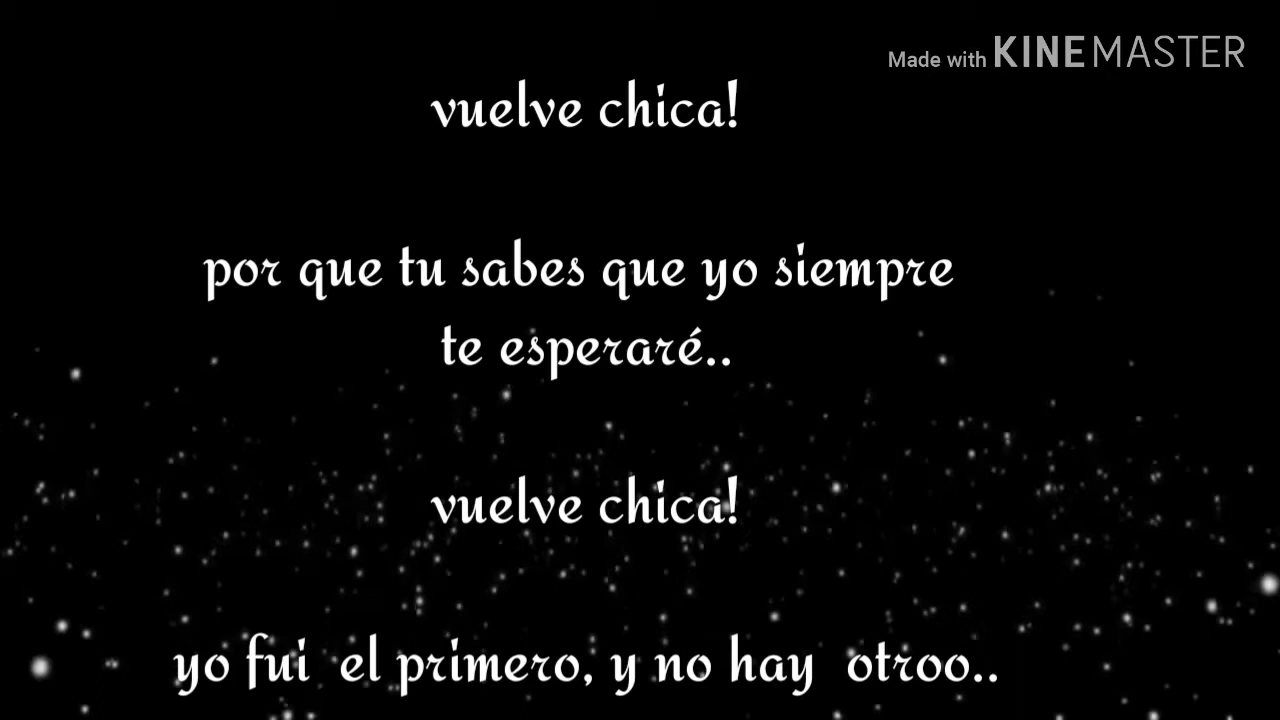 Made with KINEMASTER
vuelve chica!
por que tu sabes que yo siempre
te esperaré..
vuelve chica!
yo fui el primero, y no hay otroo..